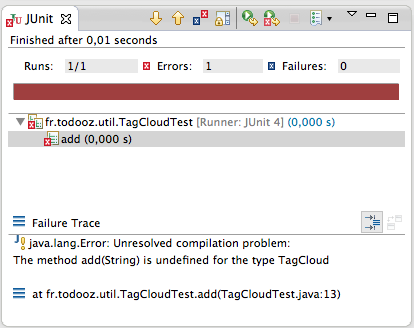 JUnit
Finished after 0,01 seconds
Runs: 1/1 Errors: 1 Failures: 0
fr.todooz.util.TagCloudTest [Runner: JUnit 4] (0,000 s)
add (0,000 s)
Failure Trace
java.lang.Error: Unresolved compilation problem:
The method add(String) is undefined for the type TagCloud
at fr.todooz.util.TagCloudTest.add(TagCloudTest.java:13)